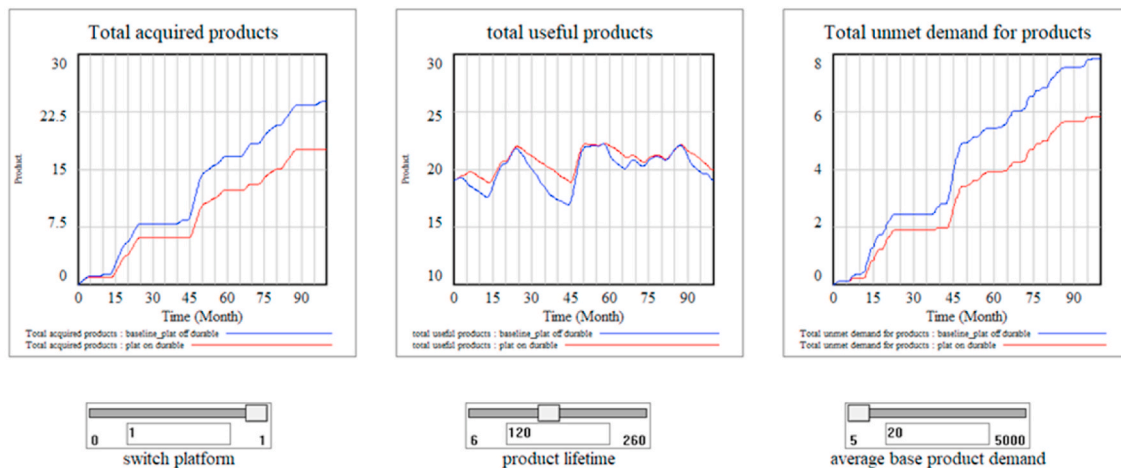 Total acquired products
30
22.5
15
7.5
0
Product
0 15 30 45 60 75 90
Time (Month)
Total acquired products : baseline_plat off durable
Total acquired products : plat on durable
total useful products
30
25
20
15
10
Product
0 15 30 45 60 75 90
Time (Month)
total useful products : baseline_plat off durable
total useful products : plat on durable
Total unmet demand for products
8
6
4
2
0
0 15 30 45 60 75 90
Time (Month)
Total unmet demand for products : baseline_plat off durable
Total unmet demand for products : plat on durable
0 1 1
switch platform
6 120 260
product lifetime
5 20 5000
average base product demand